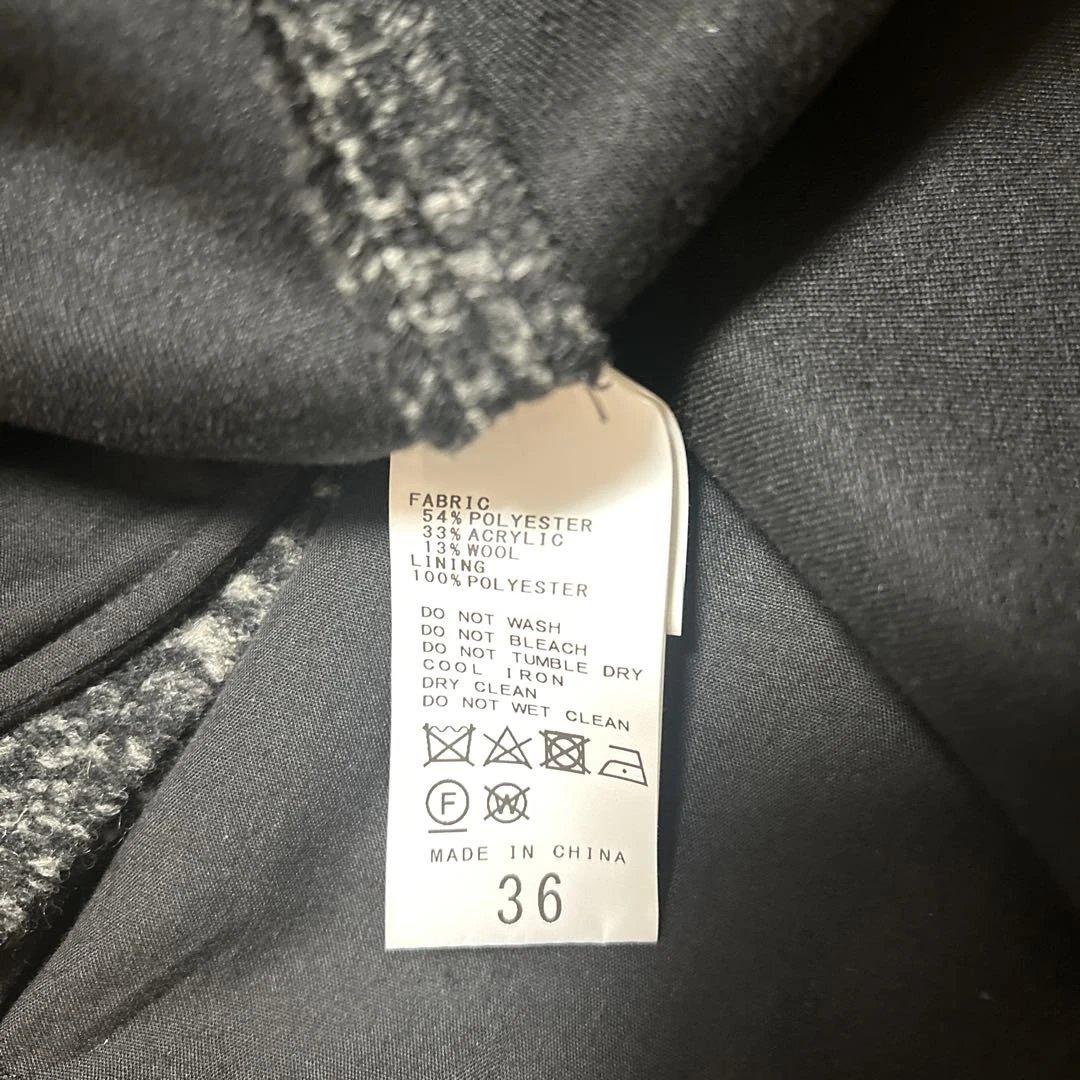 FABRIC
54% POLYESTER
33% ACRYLIC
13% WOOL
LINING
100% POLYESTER
DO NOT WASH
DO NOT BLEACH
DO NOT TUMBLE DRY
COOL IRON
DRY CLEAN
DO NOT WET CLEAN
F W
MADE IN CHINA
36